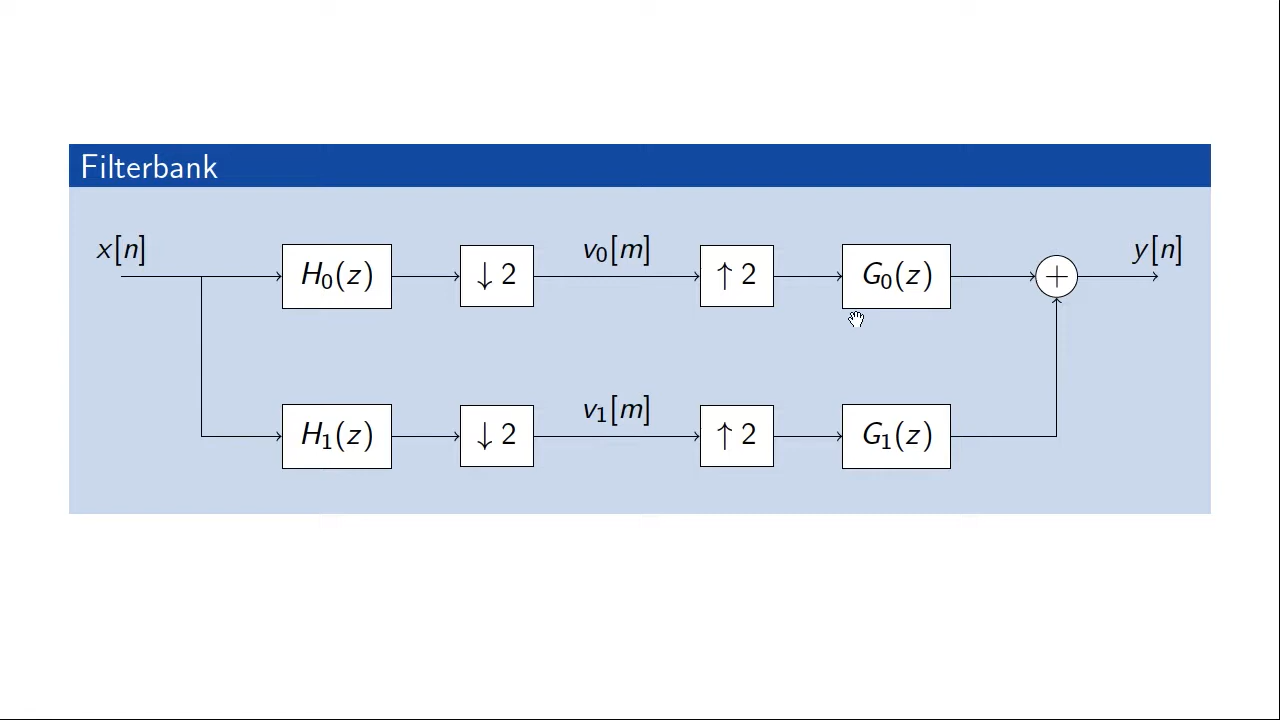 Filterbank
x[n]
H₀(z)
↓ 2
v₀[m]
↑ 2
G₀(z)
+
y[n]
H₁(z)
↓ 2
v₁[m]
↑ 2
G₁(z)